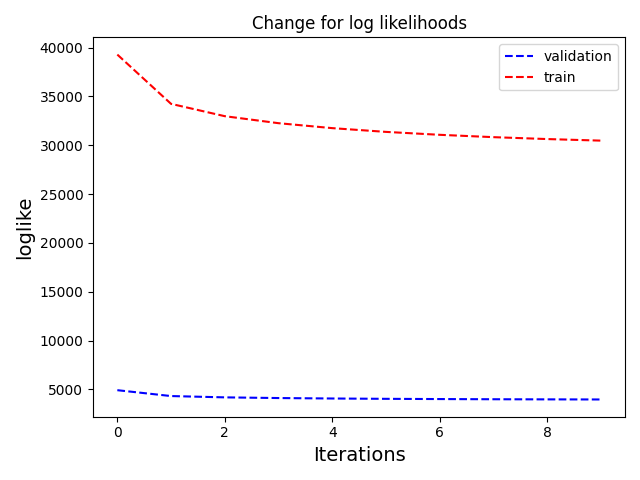 Change for log likelihoods
40000
35000
30000
25000
20000
15000
10000
5000
loglike
validation
train
0 2 4 6 8
Iterations